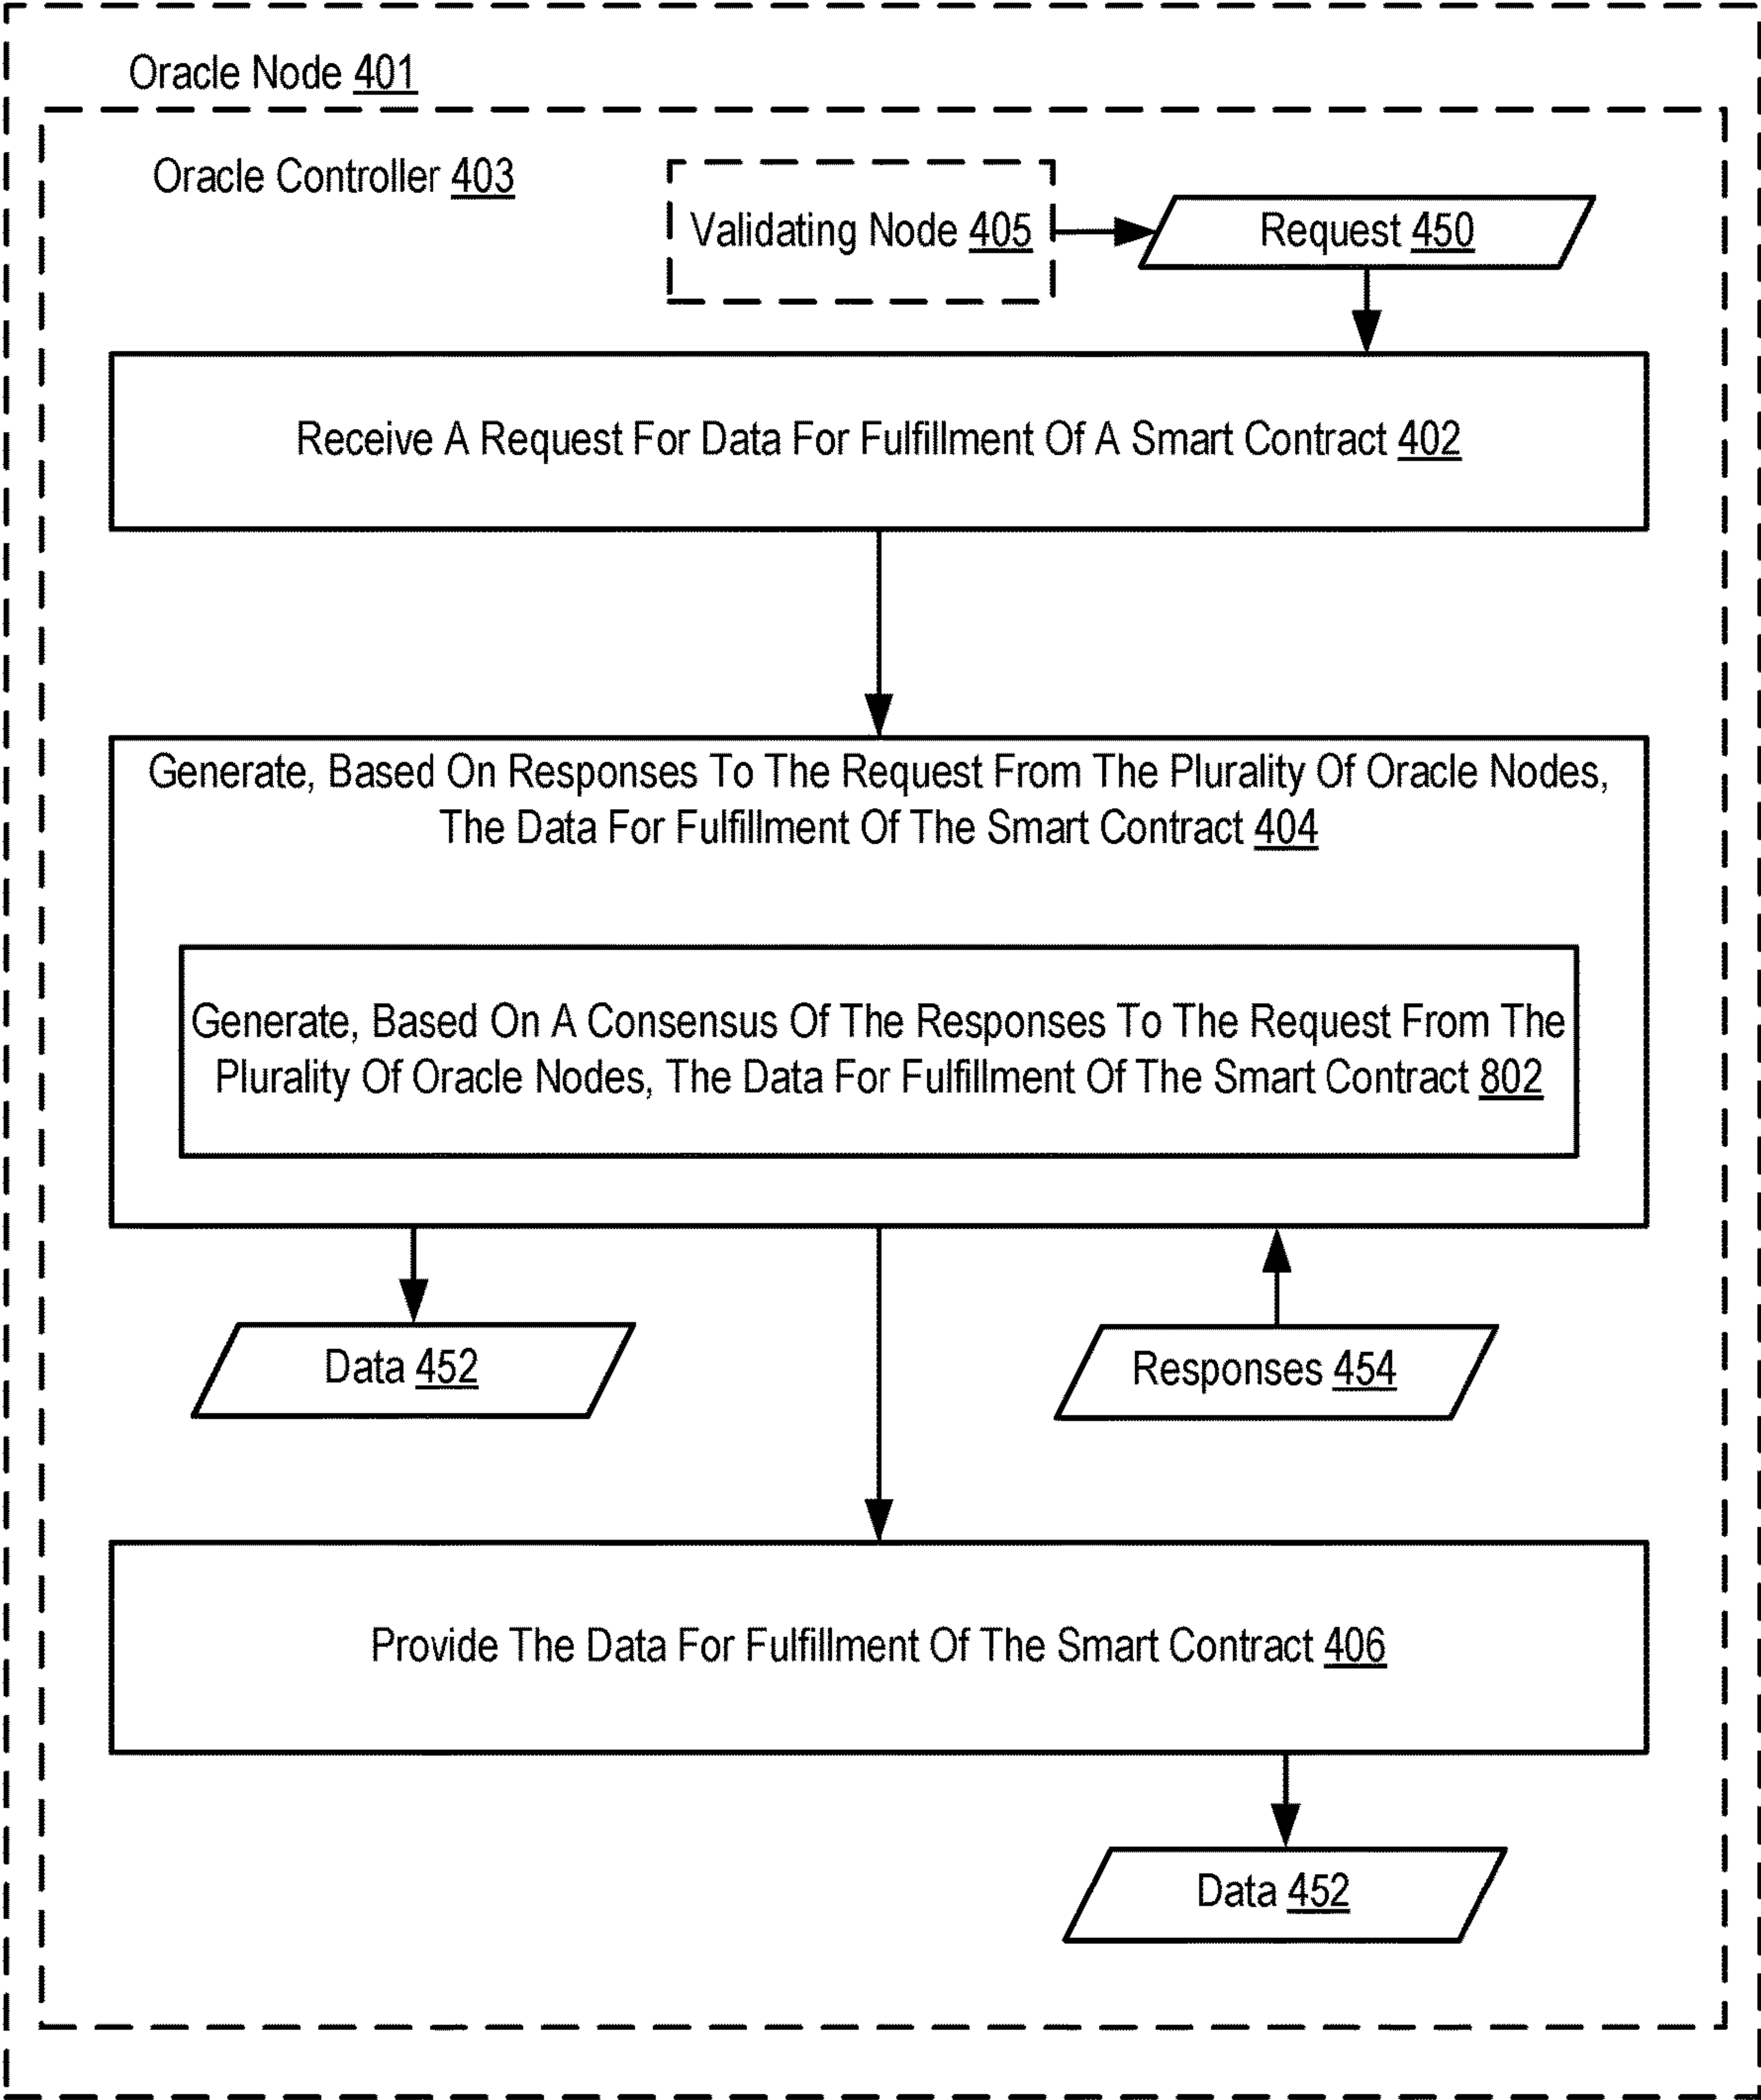 Oracle Node 401
Oracle Controller 403
Validating Node 405
Request 450
Receive A Request For Data For Fulfillment Of A Smart Contract 402
Generate, Based On Responses To The Request From The Plurality Of Oracle Nodes,
The Data For Fulfillment Of The Smart Contract 404
Generate, Based On A Consensus Of The Responses To The Request From The
Plurality Of Oracle Nodes, The Data For Fulfillment Of The Smart Contract 802
Data 452
Responses 454
Provide The Data For Fulfillment Of The Smart Contract 406
Data 452